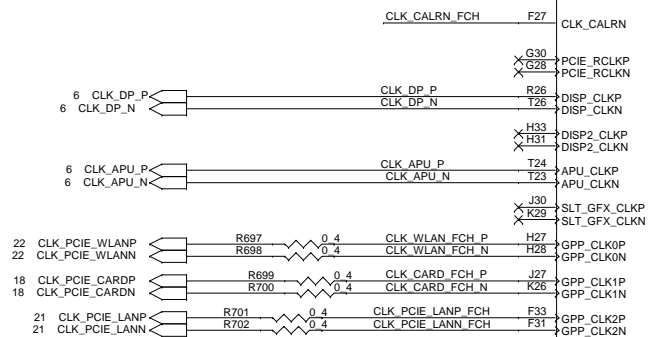 CLK_CALRN_FCH F27 CLK_CALRN
G30 PCIE_RCLKP
G28 PCIE_RCLKN
6 CLK_DP_P CLK_DP_P R26 DISP_CLKP
6 CLK_DP_N CLK_DP_N T26 DISP_CLKN
H33 DISP2_CLKP
H31 DISP2_CLKN
6 CLK_APU_P CLK_APU_P T24 APU_CLKP
6 CLK_APU_N CLK_APU_N T23 APU_CLKN
J30 SLT_GFX_CLKP
K29 SLT_GFX_CLKN
22 CLK_PCIE_WLANP R697 0_4 CLK_WLAN_FCH_P H27 GPP_CLK0P
22 CLK_PCIE_WLANN R698 0_4 CLK_WLAN_FCH_N H28 GPP_CLK0N
18 CLK_PCIE_CARDP R699 0_4 CLK_CARD_FCH_P J27 GPP_CLK1P
18 CLK_PCIE_CARDN R700 0_4 CLK_CARD_FCH_N K26 GPP_CLK1N
21 CLK_PCIE_LANP R701 0_4 CLK_PCIE_LANP_FCH F33 GPP_CLK2P
21 CLK_PCIE_LANN R702 0_4 CLK_PCIE_LANN_FCH F31 GPP_CLK2N